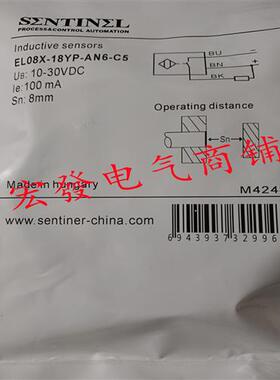 SENTINEL
PROCESS&CONTROL AUTOMATION
Inductive sensors
EL08X-18YP-AN6-C5
UB: 10-30VDC
Ie: 100 mA
Sn: 8mm
BU
BN
BK
Operating distance
Sn
Made in hungary
M424
www.sentiner-china.com
694393732996
宏發电气商铺